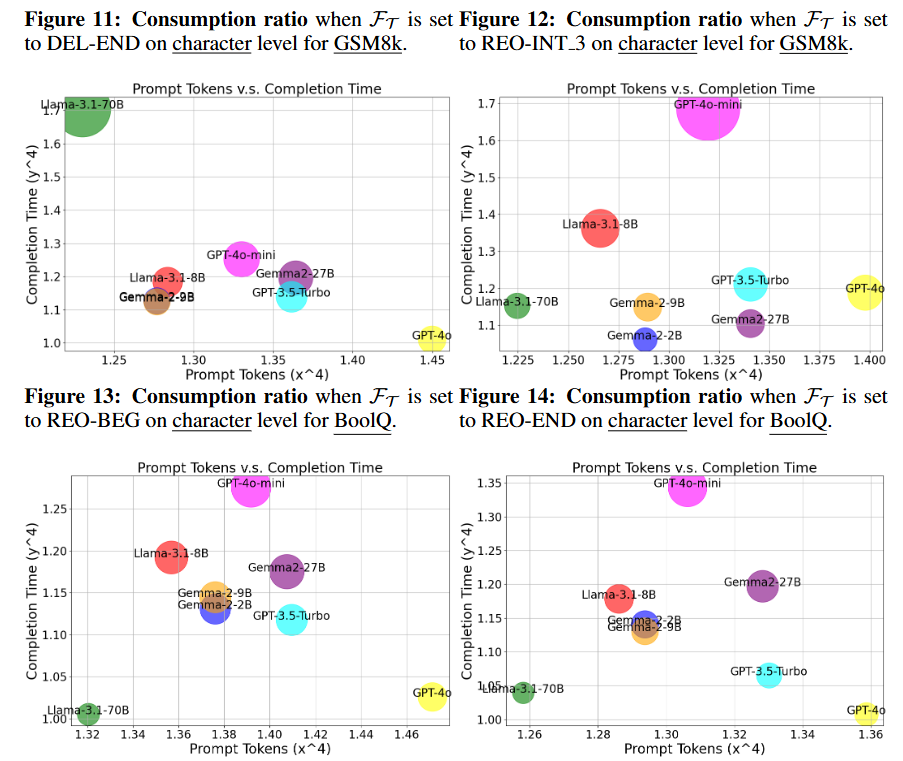 Figure 11: Consumption ratio when F_T is set
to DEL-END on character level for GSM8k.
Figure 12: Consumption ratio when F_T is set
to REO-INT_3 on character level for GSM8k.
Prompt Tokens v.s. Completion Time
Completion Time (y^4)
1.7
1.6
1.5
1.4
1.3
1.2
1.1
1.0
Llama-3.1-70B
GPT-4o-mini
Llama-3.1-8B
Gemma2-27B
Gemma-2-9B
GPT-3.5-Turbo
GPT-4o
1.25 1.30 1.35 1.40 1.45
Prompt Tokens (x^4)
Prompt Tokens v.s. Completion Time
Completion Time (y^4)
1.7
1.6
1.5
1.4
1.3
1.2
1.1
GPT-4o-mini
Llama-3.1-8B
GPT-3.5-Turbo
GPT-4o
Llama-3.1-70B
Gemma-2-9B
Gemma2-27B
Gemma-2-2B
1.225 1.250 1.275 1.300 1.325 1.350 1.375 1.400
Prompt Tokens (x^4)
Figure 13: Consumption ratio when F_T is set
to REO-BEG on character level for BoolQ.
Figure 14: Consumption ratio when F_T is set
to REO-END on character level for BoolQ.
Prompt Tokens v.s. Completion Time
Completion Time (y^4)
1.25
1.20
1.15
1.10
1.05
1.00
GPT-4o-mini
Llama-3.1-8B
Gemma2-27B
Gemma-2-9B
Gemma-2-2B
GPT-3.5-Turbo
GPT-4o
Llama-3.1-70B
1.32 1.34 1.36 1.38 1.40 1.42 1.44 1.46
Prompt Tokens (x^4)
Prompt Tokens v.s. Completion Time
Completion Time (y^4)
1.35
1.30
1.25
1.20
1.15
1.10
1.05
1.00
GPT-4o-mini
Gemma2-27B
Llama-3.1-8B
Gemma-2-2B
Gemma-2-9B
GPT-3.5-Turbo
Llama-3.1-70B
GPT-4o
1.26 1.28 1.30 1.32 1.34 1.36
Prompt Tokens (x^4)